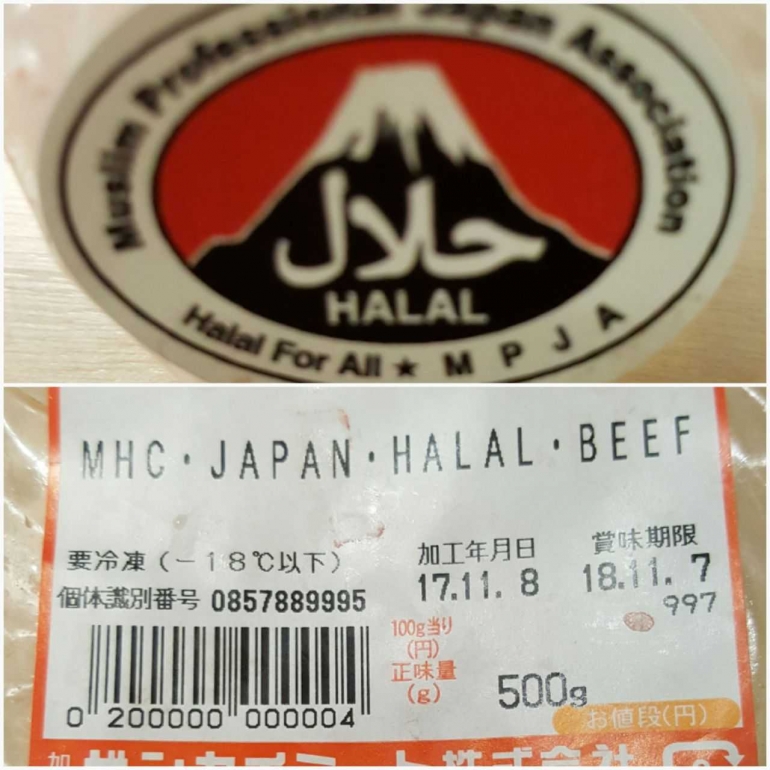 Muslim Professional Japan Association
حلال
HALAL
Halal For All ★ M P J A
MHC・JAPAN・HALAL・BEEF
要冷凍(-18℃以下)
加工年月日
賞味期限
17.11. 8
18.11. 7
個体識別番号 0857889995
997
100g当り
(円)
正味量
(g)
500g
0 200000 000004
お値段(円)